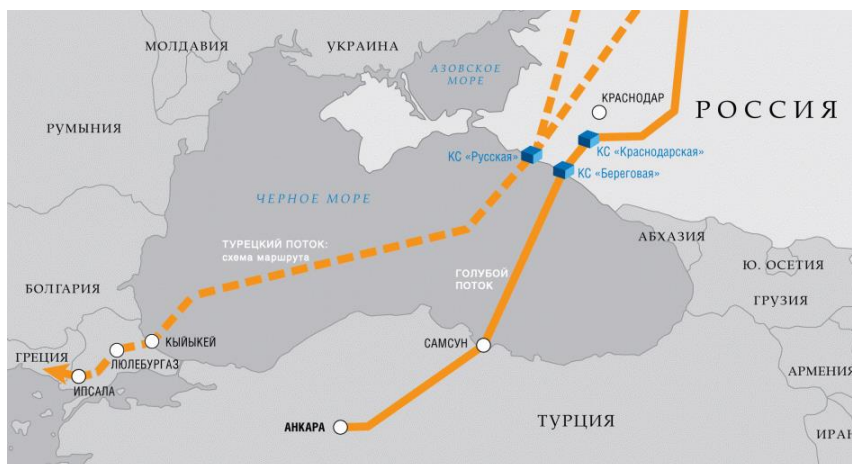 УКРАИНА
МОЛДАВИЯ
АЗОВСКОЕ
МОРЕ
КРАСНОДАР
РОССИЯ
РУМЫНИЯ
КС «Русская»
КС «Краснодарская»
КС «Береговая»
ЧЕРНОЕ МОРЕ
АБХАЗИЯ
ТУРЕЦКИЙ ПОТОК:
схема маршрута
Ю. ОСЕТИЯ
ГОЛУБОЙ
ПОТОК
БОЛГАРИЯ
ГРУЗИЯ
КЫЙЫКЕЙ
САМСУН
ГРЕЦИЯ
ЛЮЛЕБУРГАЗ
АРМЕНИЯ
ИПСАЛА
ТУРЦИЯ
АНКАРА
ИРАН